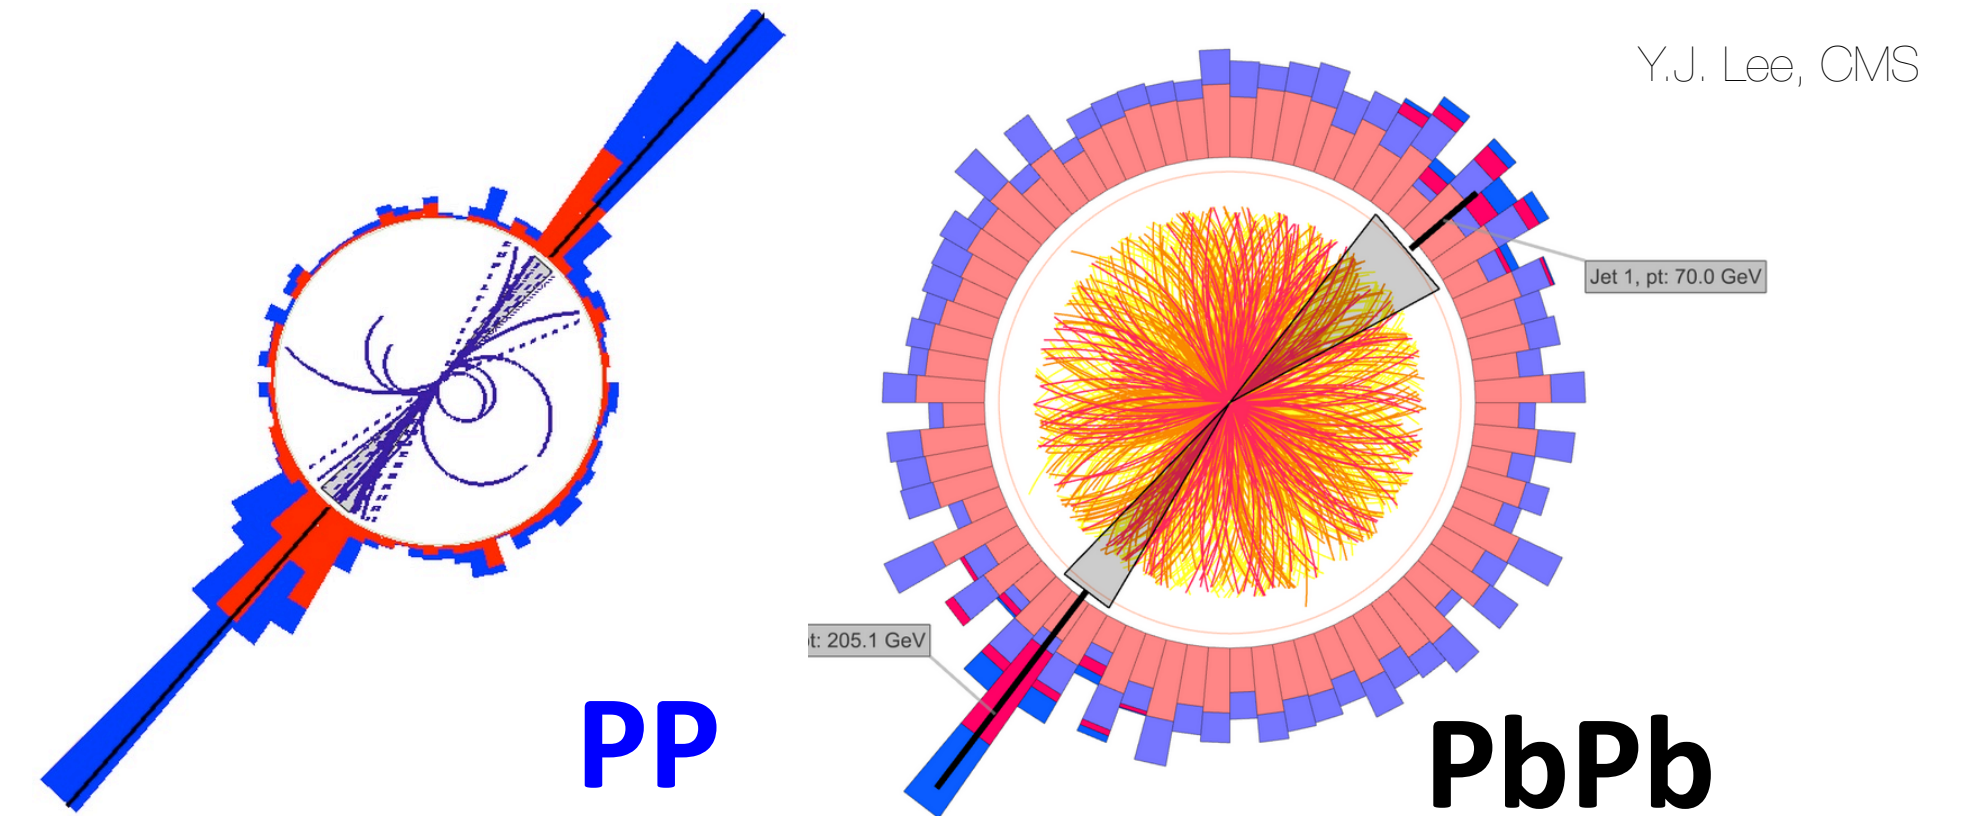 Y.J. Lee, CMS
Jet 1, pt: 70.0 GeV
t: 205.1 GeV
PP
PbPb